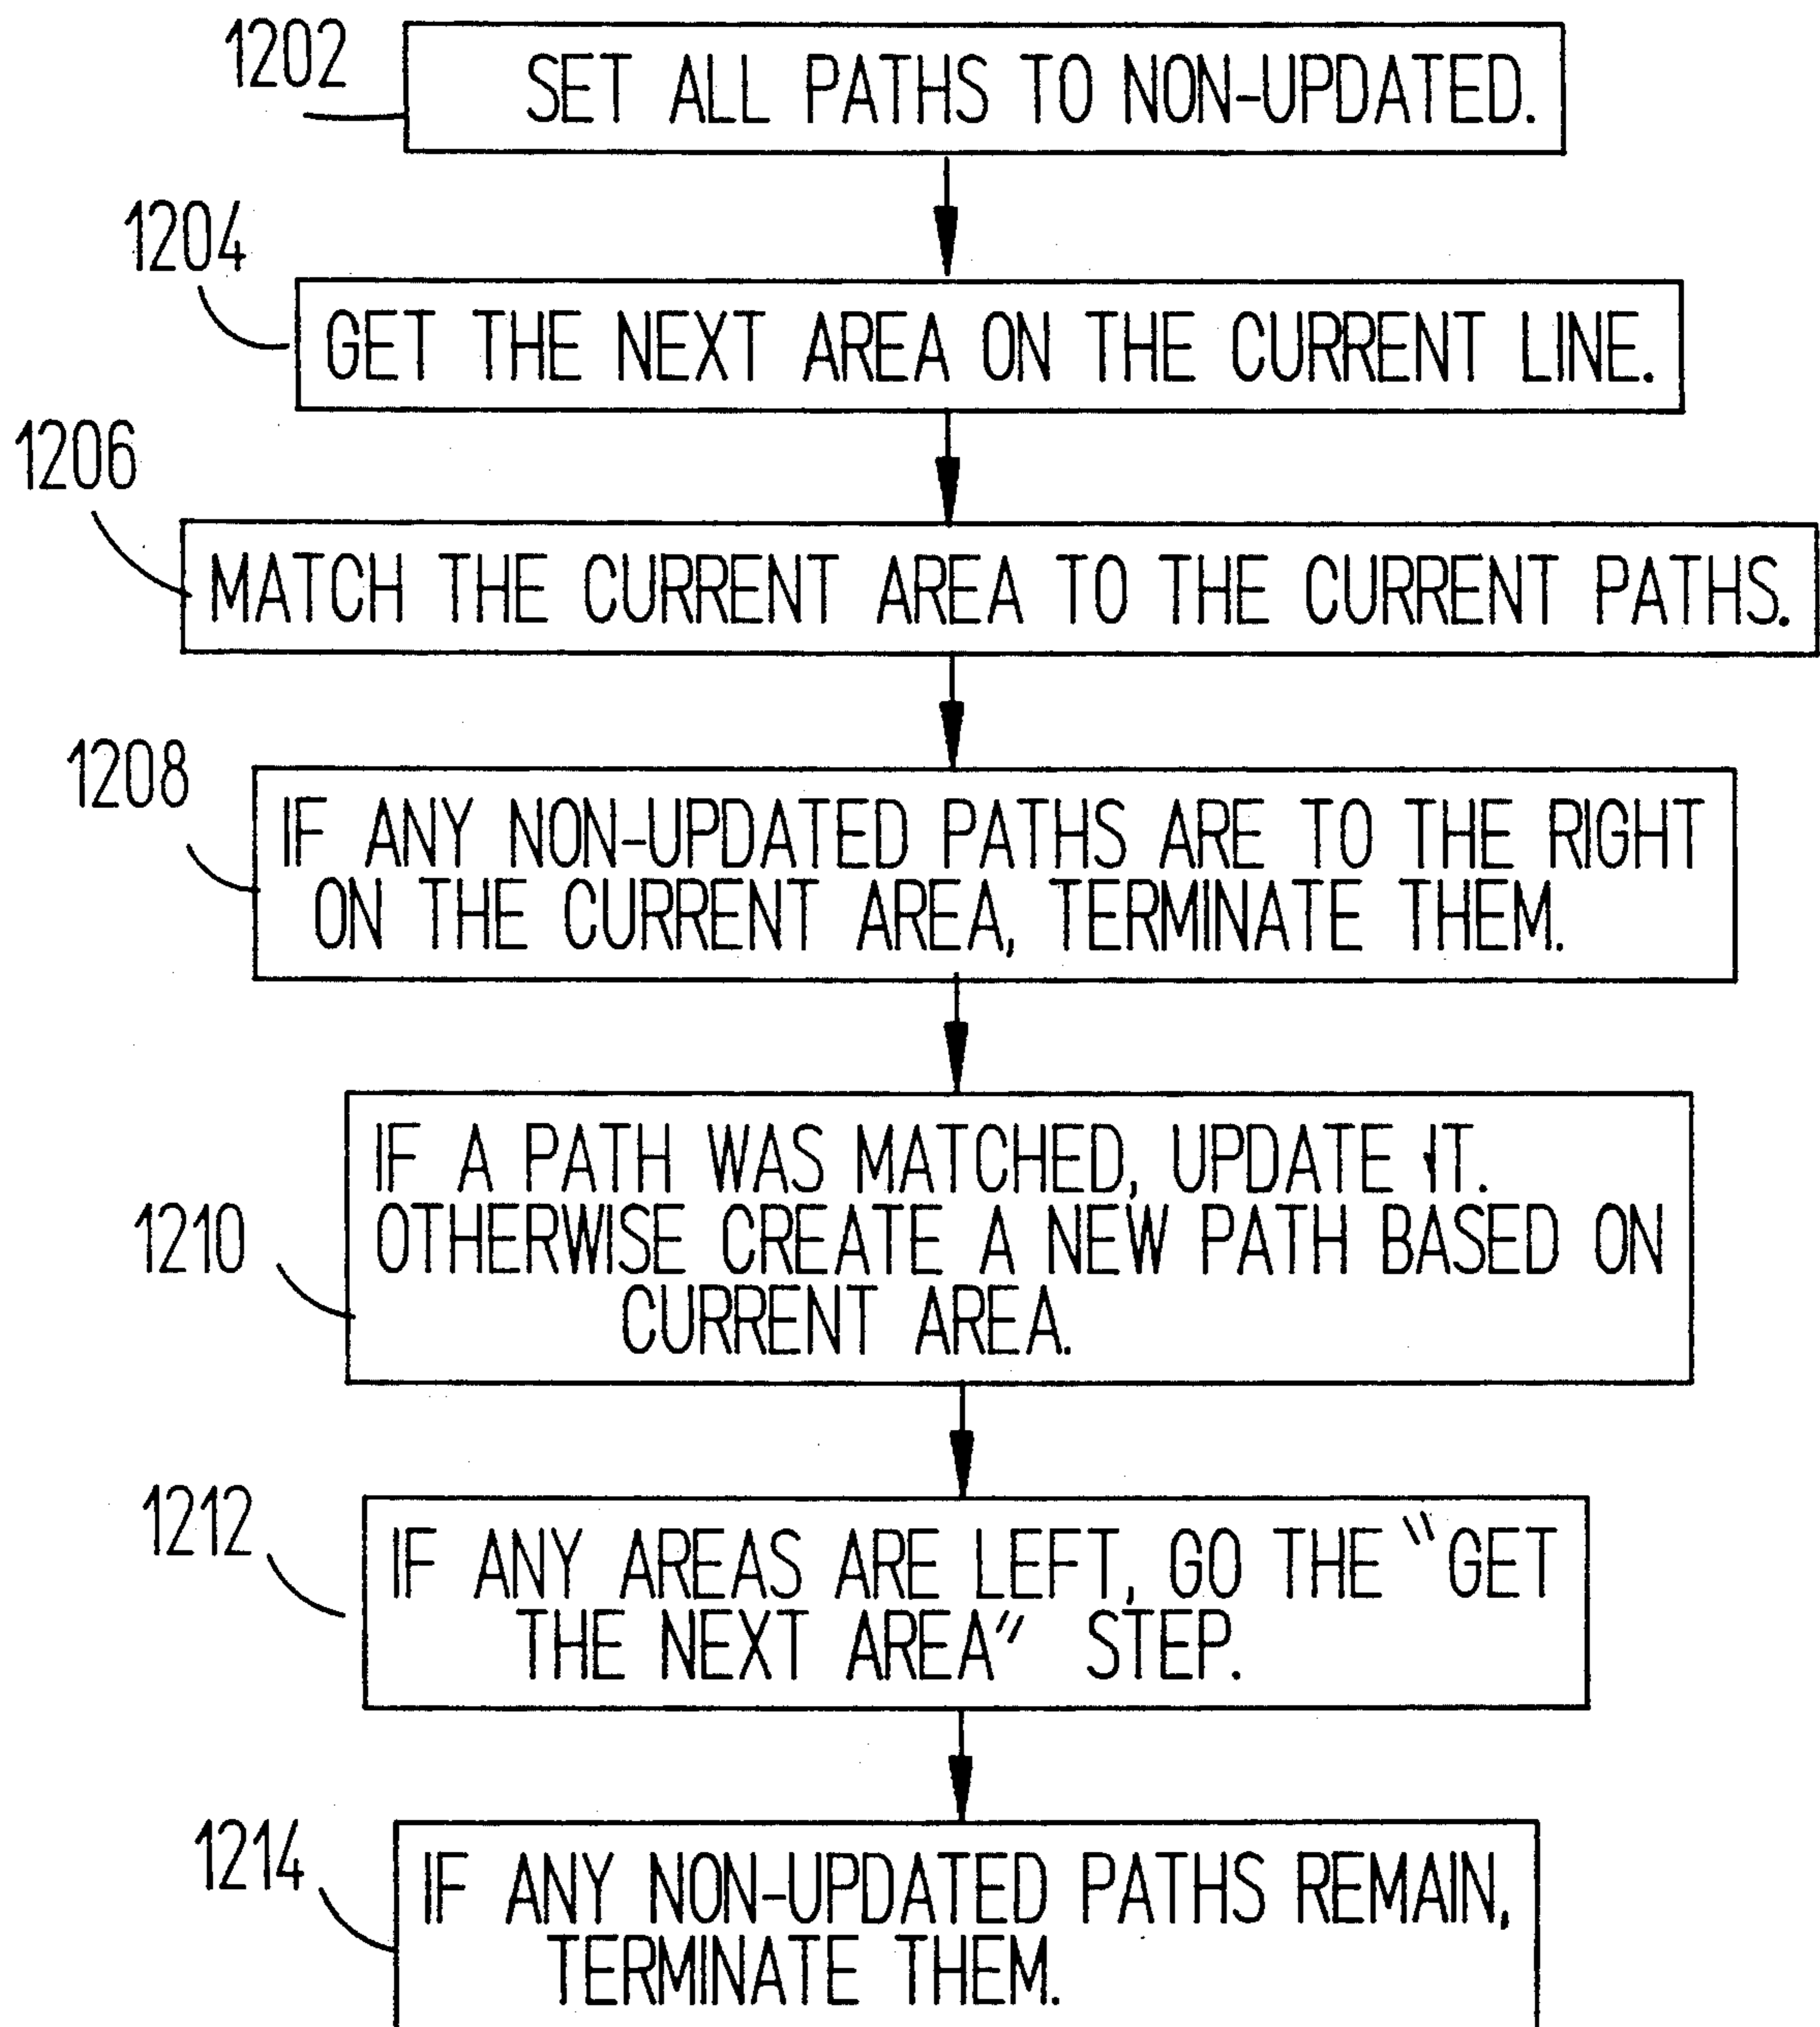 1202
SET ALL PATHS TO NON-UPDATED.
1204
GET THE NEXT AREA ON THE CURRENT LINE.
1206
MATCH THE CURRENT AREA TO THE CURRENT PATHS.
1208
IF ANY NON-UPDATED PATHS ARE TO THE RIGHT
ON THE CURRENT AREA, TERMINATE THEM.
1210
IF A PATH WAS MATCHED, UPDATE IT.
OTHERWISE CREATE A NEW PATH BASED ON
CURRENT AREA.
1212
IF ANY AREAS ARE LEFT, GO THE "GET
THE NEXT AREA" STEP.
1214
IF ANY NON-UPDATED PATHS REMAIN,
TERMINATE THEM.